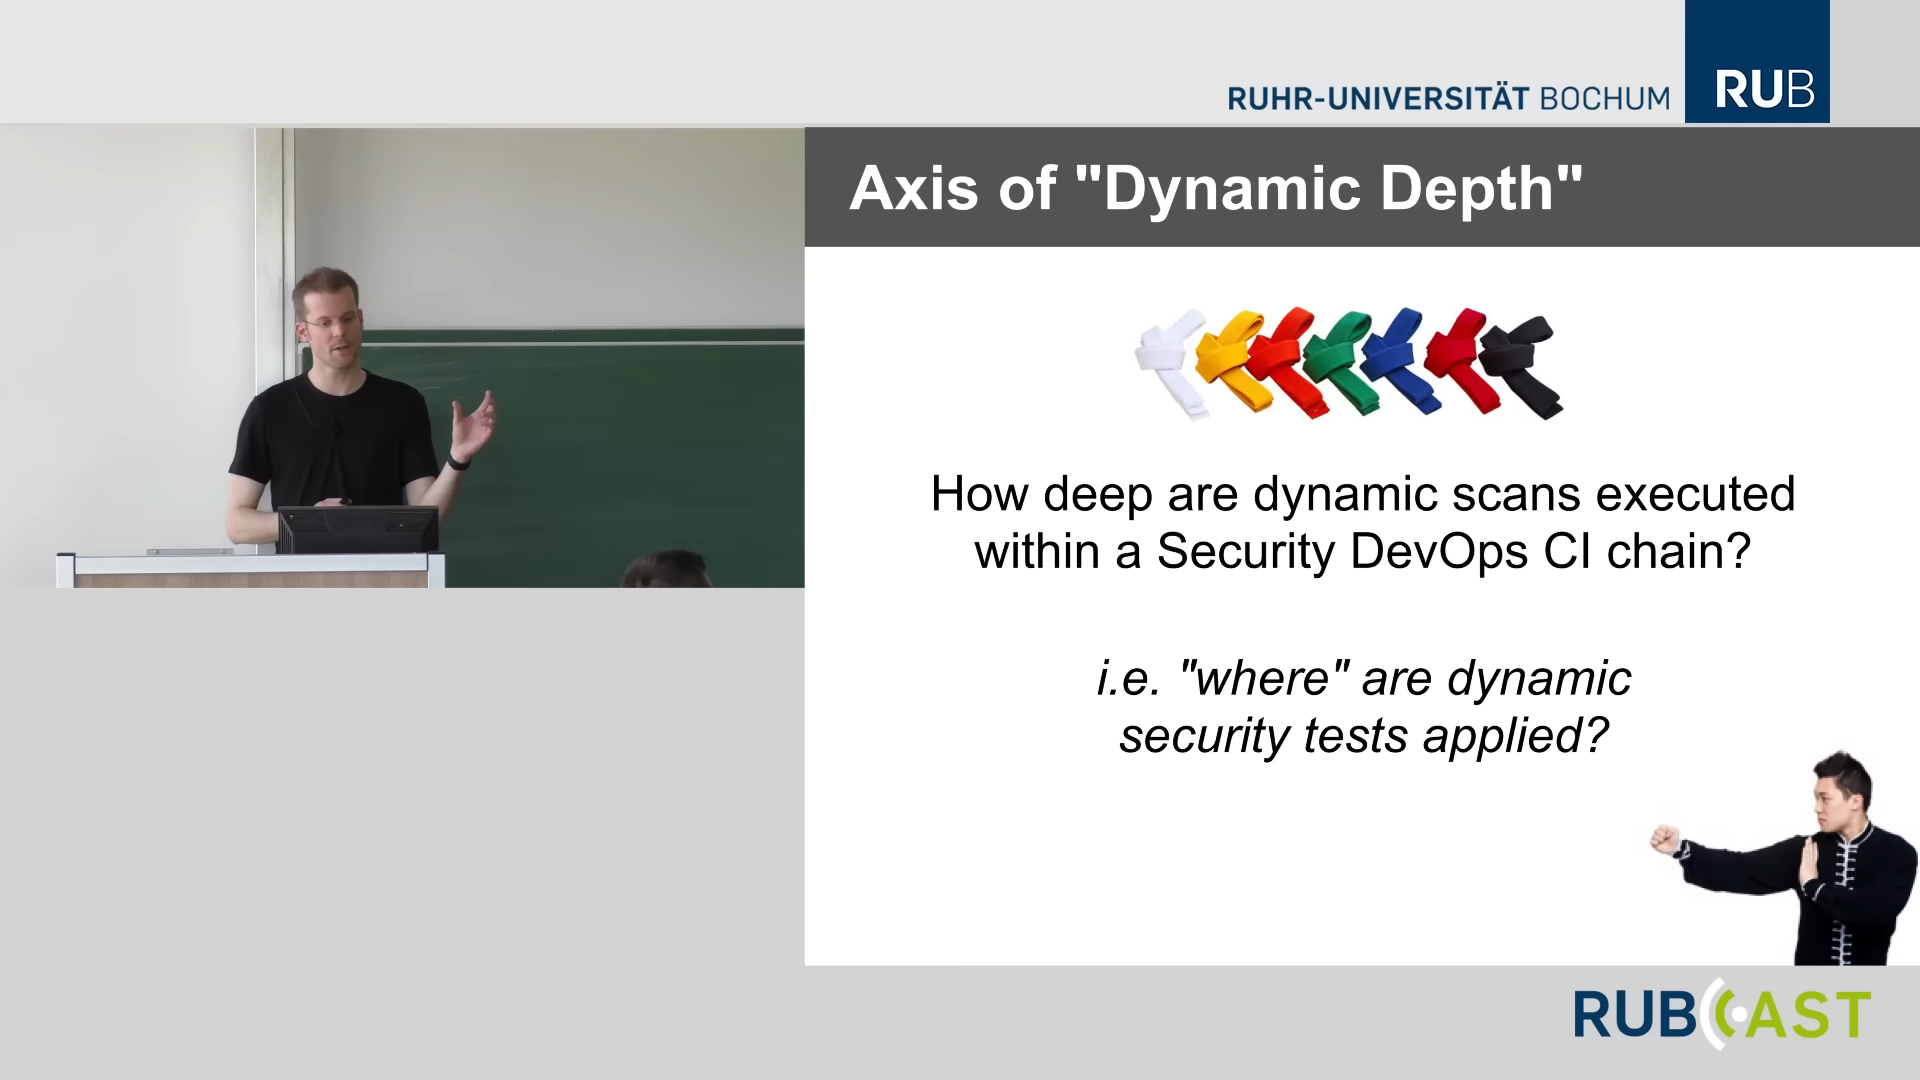 RUHR-UNIVERSITÄT BOCHUM
RUB
Axis of "Dynamic Depth"
How deep are dynamic scans executed
within a Security DevOps CI chain?
i.e. "where" are dynamic
security tests applied?
RUBCAST